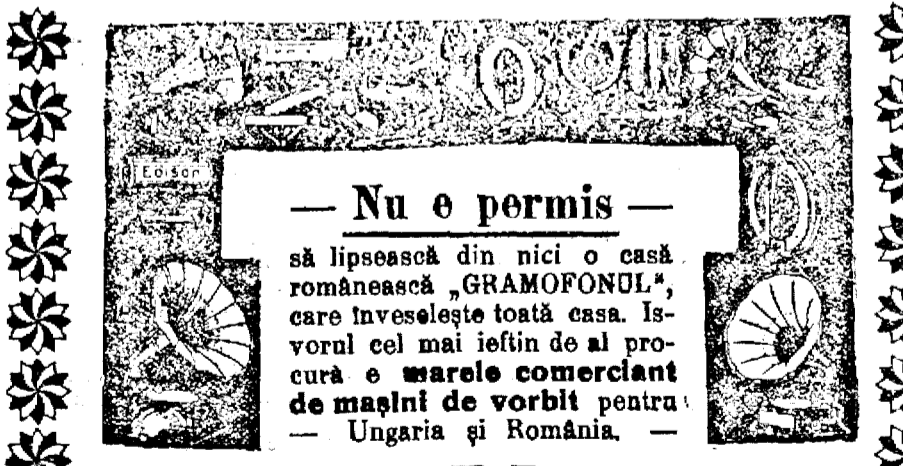 Edison
— Nu e permis —
să lipsească din nici o casă
românească „GRAMOFONUL",
care înveselește toată casa. Is-
vorul cel mai ieftin de al pro-
cură e marele comerciant
de mașini de vorbit pentru
— Ungaria și România. —